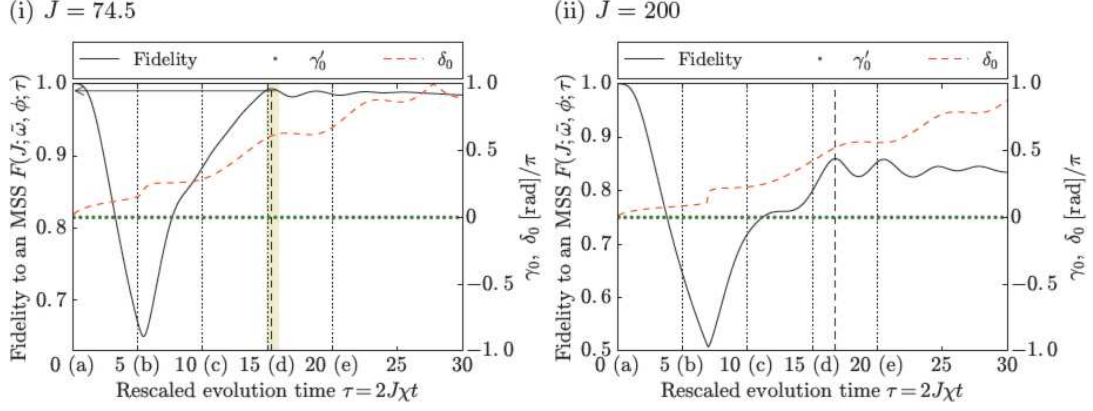 (i) J = 74.5
Fidelity γ′₀ δ₀
Fidelity to an MSS F(J; ω̃, ϕ; τ)
1.0
0.9
0.8
0.7
1.0
0.5
0
−0.5
−1.0
γ₀, δ₀ [rad]/π
0 (a) 5 (b) 10 (c) 15 (d) 20 (e) 25 30
Rescaled evolution time τ = 2Jχt
(ii) J = 200
Fidelity γ′₀ δ₀
Fidelity to an MSS F(J; ω̃, ϕ; τ)
1.0
0.9
0.8
0.7
0.6
0.5
1.0
0.5
0
−0.5
−1.0
γ₀, δ₀ [rad]/π
0 (a) 5 (b) 10 (c) 15 (d) 20 (e) 25 30
Rescaled evolution time τ = 2Jχt